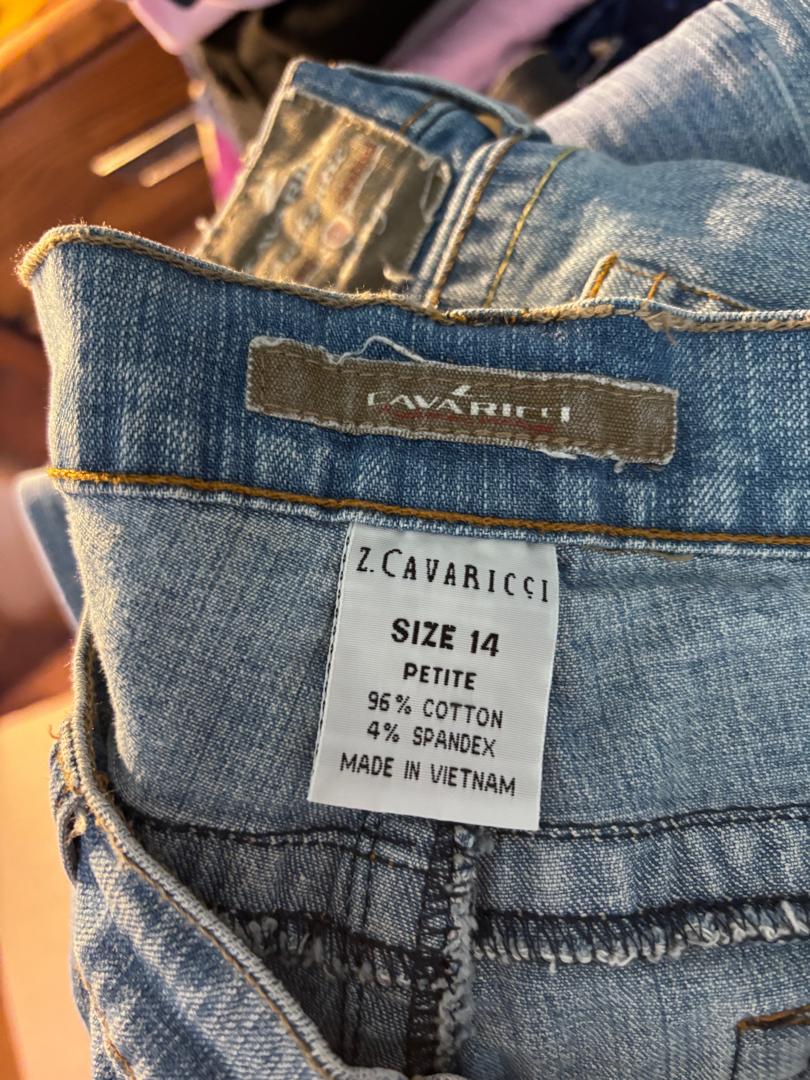 CAVARICCI
Z. CAVARICCI
SIZE 14
PETITE
96% COTTON
4% SPANDEX
MADE IN VIETNAM